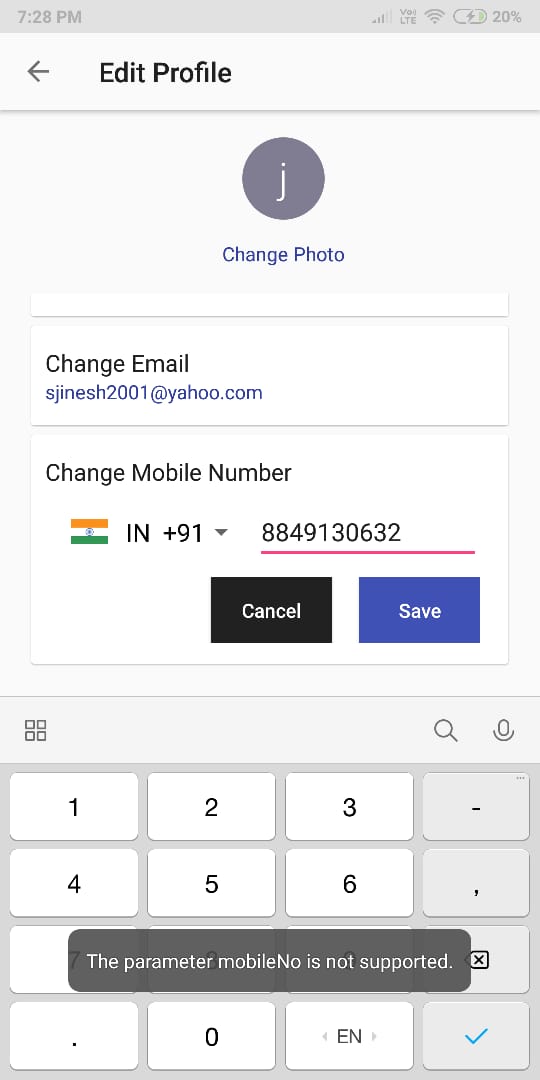 7:28 PM
Vo)) LTE
20%
Edit Profile
j
Change Photo
Change Email
sjinesh2001@yahoo.com
Change Mobile Number
IN +91
8849130632
Cancel
Save
1 2 3 -
4 5 6 ,
7
The parameter mobileNo is not supported.
. 0 EN